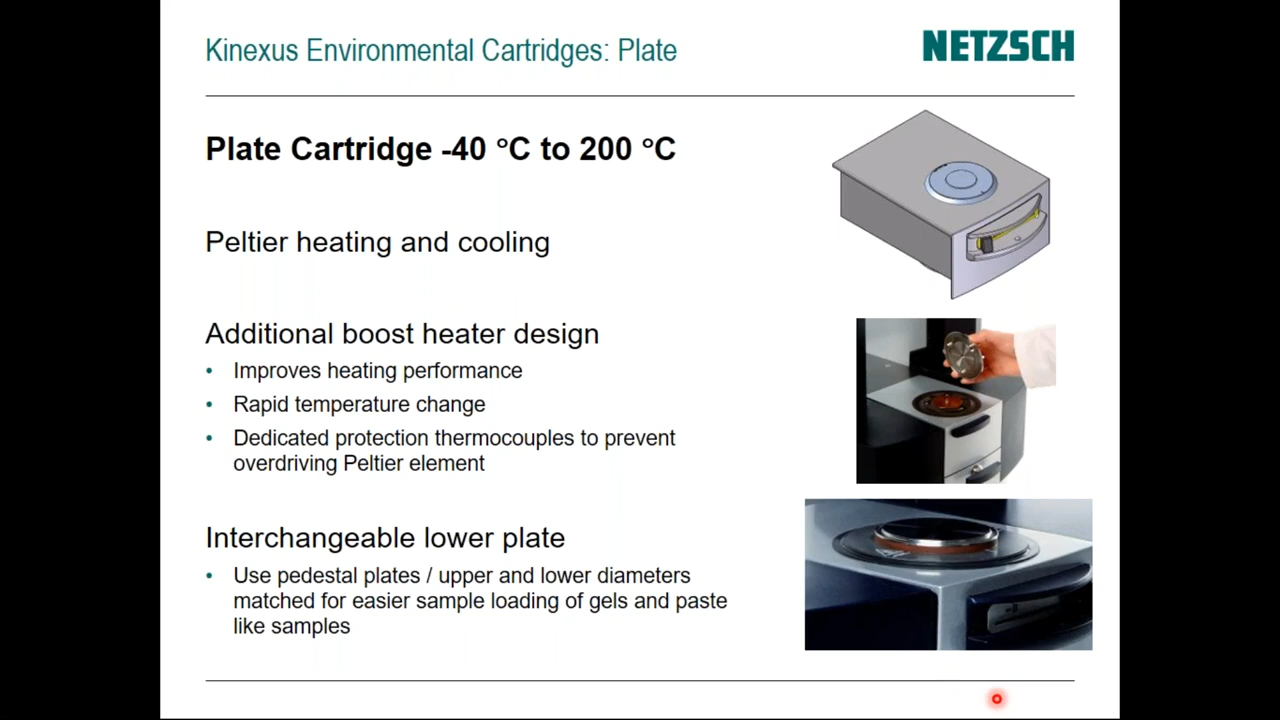 Kinexus Environmental Cartridges: Plate
NETZSCH
Plate Cartridge -40 °C to 200 °C
Peltier heating and cooling
Additional boost heater design
• Improves heating performance
• Rapid temperature change
• Dedicated protection thermocouples to prevent
overdriving Peltier element
Interchangeable lower plate
• Use pedestal plates / upper and lower diameters
matched for easier sample loading of gels and paste
like samples